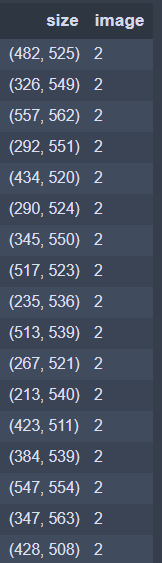 size image
(482, 525) 2
(326, 549) 2
(557, 562) 2
(292, 551) 2
(434, 520) 2
(290, 524) 2
(345, 550) 2
(517, 523) 2
(235, 536) 2
(513, 539) 2
(267, 521) 2
(213, 540) 2
(423, 511) 2
(384, 539) 2
(547, 554) 2
(347, 563) 2
(428, 508) 2